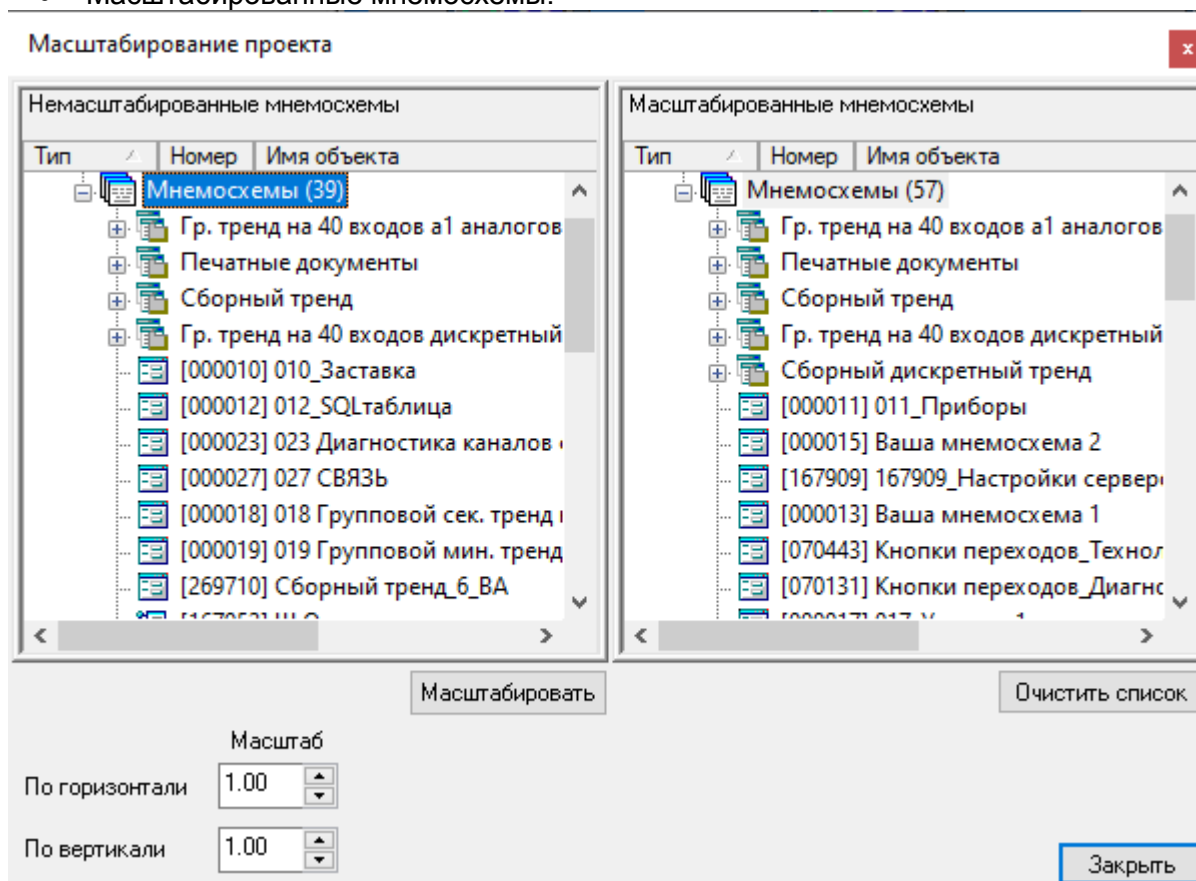 • Масштабированные мнемосхемы.
Масштабирование проекта
x
Немасштабированные мнемосхемы
Тип Номер Имя объекта
Мнемосхемы (39)
Гр. тренд на 40 входов а1 аналогов
Печатные документы
Сборный тренд
Гр. тренд на 40 входов дискретный
[000010] 010_Заставка
[000012] 012_SQLтаблица
[000023] 023 Диагностика каналов
[000027] 027 СВЯЗЬ
[000018] 018 Групповой сек. тренд
[000019] 019 Групповой мин. тренд
[269710] Сборный тренд_6_ВА
Масштабировать
Масштабированные мнемосхемы
Тип Номер Имя объекта
Мнемосхемы (57)
Гр. тренд на 40 входов а1 аналогов
Печатные документы
Сборный тренд
Гр. тренд на 40 входов дискретный
Сборный дискретный тренд
[000011] 011_Приборы
[000015] Ваша мнемосхема 2
[167909] 167909_Настройки сервер
[000013] Ваша мнемосхема 1
[070443] Кнопки переходов_Технол
[070131] Кнопки переходов_Диагнс
Очистить список
Масштаб
По горизонтали 1.00
По вертикали 1.00
Закрыть